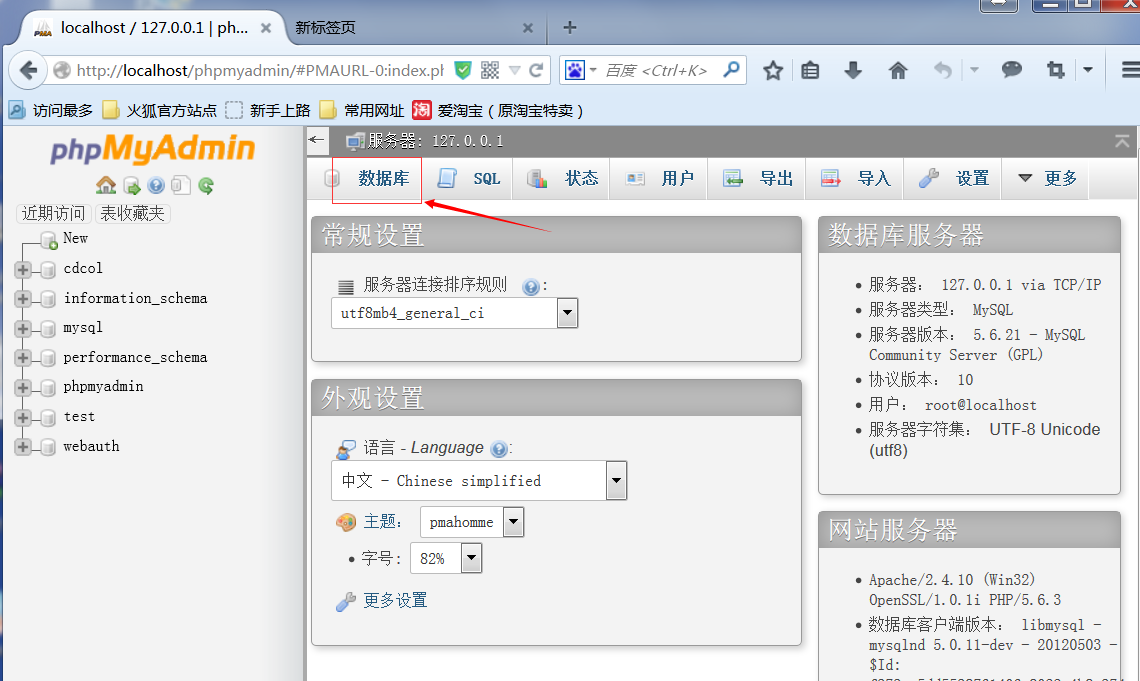 localhost / 127.0.0.1 | ph...
新标签页
http://localhost/phpmyadmin/#PMAURL-0:index.ph
百度 <Ctrl+K>
访问最多
火狐官方站点
新手上路
常用网址
淘
爱淘宝（原淘宝特卖）
phpMyAdmin
近期访问
表收藏夹
New
cdcol
information_schema
mysql
performance_schema
phpmyadmin
test
webauth
服务器: 127.0.0.1
数据库
SQL
状态
用户
导出
导入
设置
更多
常规设置
服务器连接排序规则 :
utf8mb4_general_ci
外观设置
语言 - Language :
中文 - Chinese simplified
主题:
pmahomme
字号:
82%
更多设置
数据库服务器
服务器: 127.0.0.1 via TCP/IP
服务器类型: MySQL
服务器版本: 5.6.21 - MySQL
Community Server (GPL)
协议版本: 10
用户: root@localhost
服务器字符集: UTF-8 Unicode
(utf8)
网站服务器
Apache/2.4.10 (Win32)
OpenSSL/1.0.1i PHP/5.6.3
数据库客户端版本: libmysql -
mysqlnd 5.0.11-dev - 20120503 -
$Id: